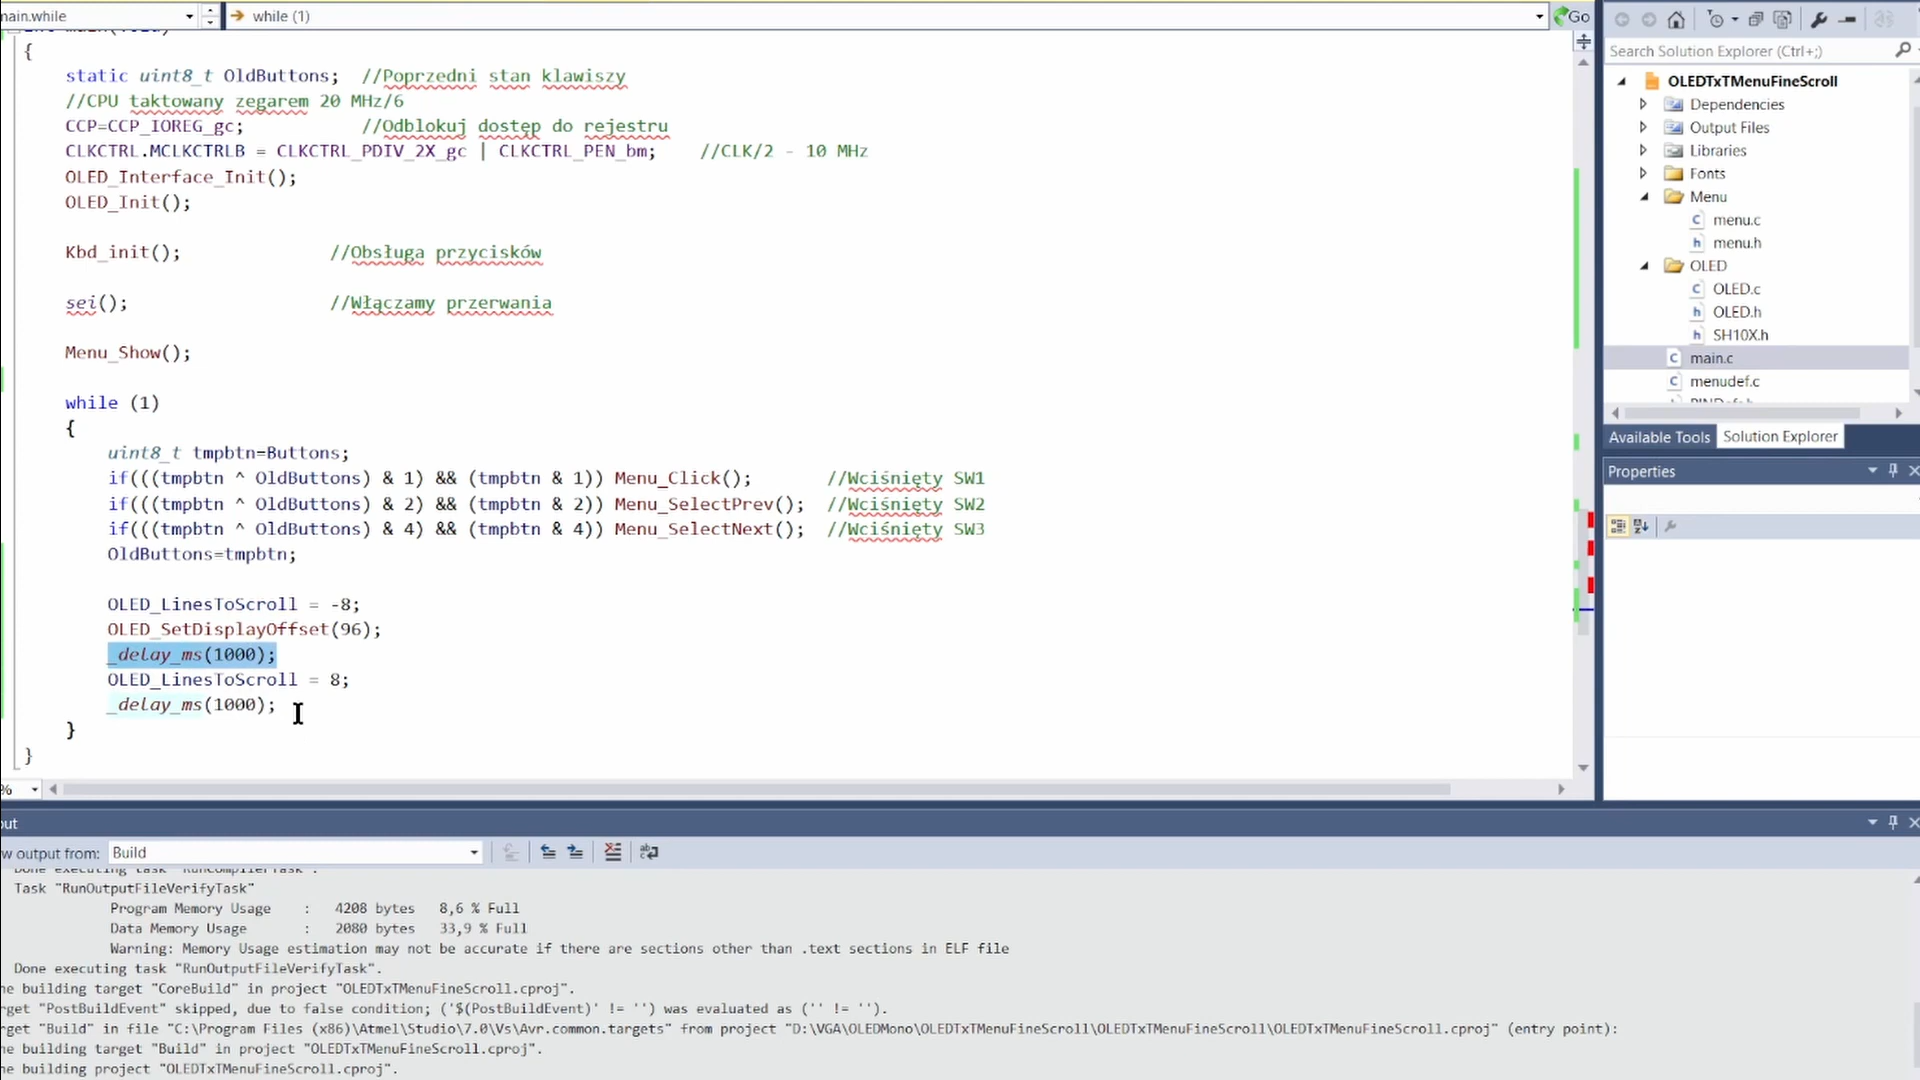 main.while
while (1)
Go
{
static uint8_t OldButtons; //Poprzedni stan klawiszy
//CPU taktowany zegarem 20 MHz/6
CCP=CCP_IOREG_gc; //Odblokuj dostęp do rejestru
CLKCTRL.MCLKCTRLB = CLKCTRL_PDIV_2X_gc | CLKCTRL_PEN_bm; //CLK/2 - 10 MHz
OLED_Interface_Init();
OLED_Init();
Kbd_init(); //Obsługa przycisków
sei(); //Włączamy przerwania
Menu_Show();
while (1)
{
uint8_t tmpbtn=Buttons;
if(((tmpbtn ^ OldButtons) & 1) && (tmpbtn & 1)) Menu_Click(); //Wciśnięty SW1
if(((tmpbtn ^ OldButtons) & 2) && (tmpbtn & 2)) Menu_SelectPrev(); //Wciśnięty SW2
if(((tmpbtn ^ OldButtons) & 4) && (tmpbtn & 4)) Menu_SelectNext(); //Wciśnięty SW3
OldButtons=tmpbtn;
OLED_LinesToScroll = -8;
OLED_SetDisplayOffset(96);
_delay_ms(1000);
OLED_LinesToScroll = 8;
_delay_ms(1000);
}
}
%
Search Solution Explorer (Ctrl+;)
OLEDTxTMenuFineScroll
Dependencies
Output Files
Libraries
Fonts
Menu
menu.c
menu.h
OLED
OLED.c
OLED.h
SH10X.h
main.c
menudef.c
Available Tools
Solution Explorer
Properties
out
w output from: Build
Done executing task "RunCompilerTask".
Task "RunOutputFileVerifyTask"
Program Memory Usage : 4208 bytes 8,6 % Full
Data Memory Usage : 2080 bytes 33,9 % Full
Warning: Memory Usage estimation may not be accurate if there are sections other than .text sections in ELF file
Done executing task "RunOutputFileVerifyTask".
ne building target "CoreBuild" in project "OLEDTxTMenuFineScroll.cproj".
rget "PostBuildEvent" skipped, due to false condition; ('$(PostBuildEvent)' != '') was evaluated as ('' != '').
rget "Build" in file "C:\Program Files (x86)\Atmel\Studio\7.0\Vs\Avr.common.targets" from project "D:\VGA\OLEDMono\OLEDTxTMenuFineScroll\OLEDTxTMenuFineScroll\OLEDTxTMenuFineScroll.cproj" (entry point):
ne building target "Build" in project "OLEDTxTMenuFineScroll.cproj".
ne building project "OLEDTxTMenuFineScroll.cproj".